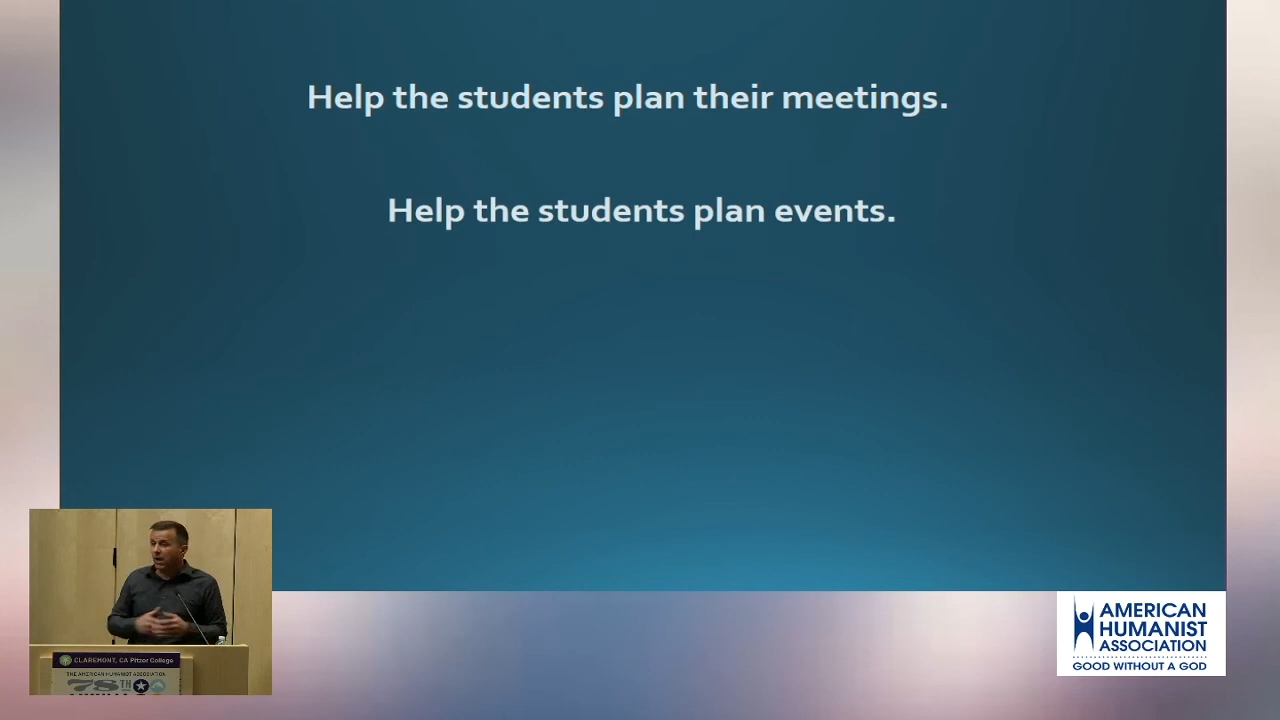 Help the students plan their meetings.
Help the students plan events.
CLAREMONT, CA Pitzer College
THE AMERICAN HUMANIST ASSOCIATION
78TH
AMERICAN
HUMANIST
ASSOCIATION
GOOD WITHOUT A GOD